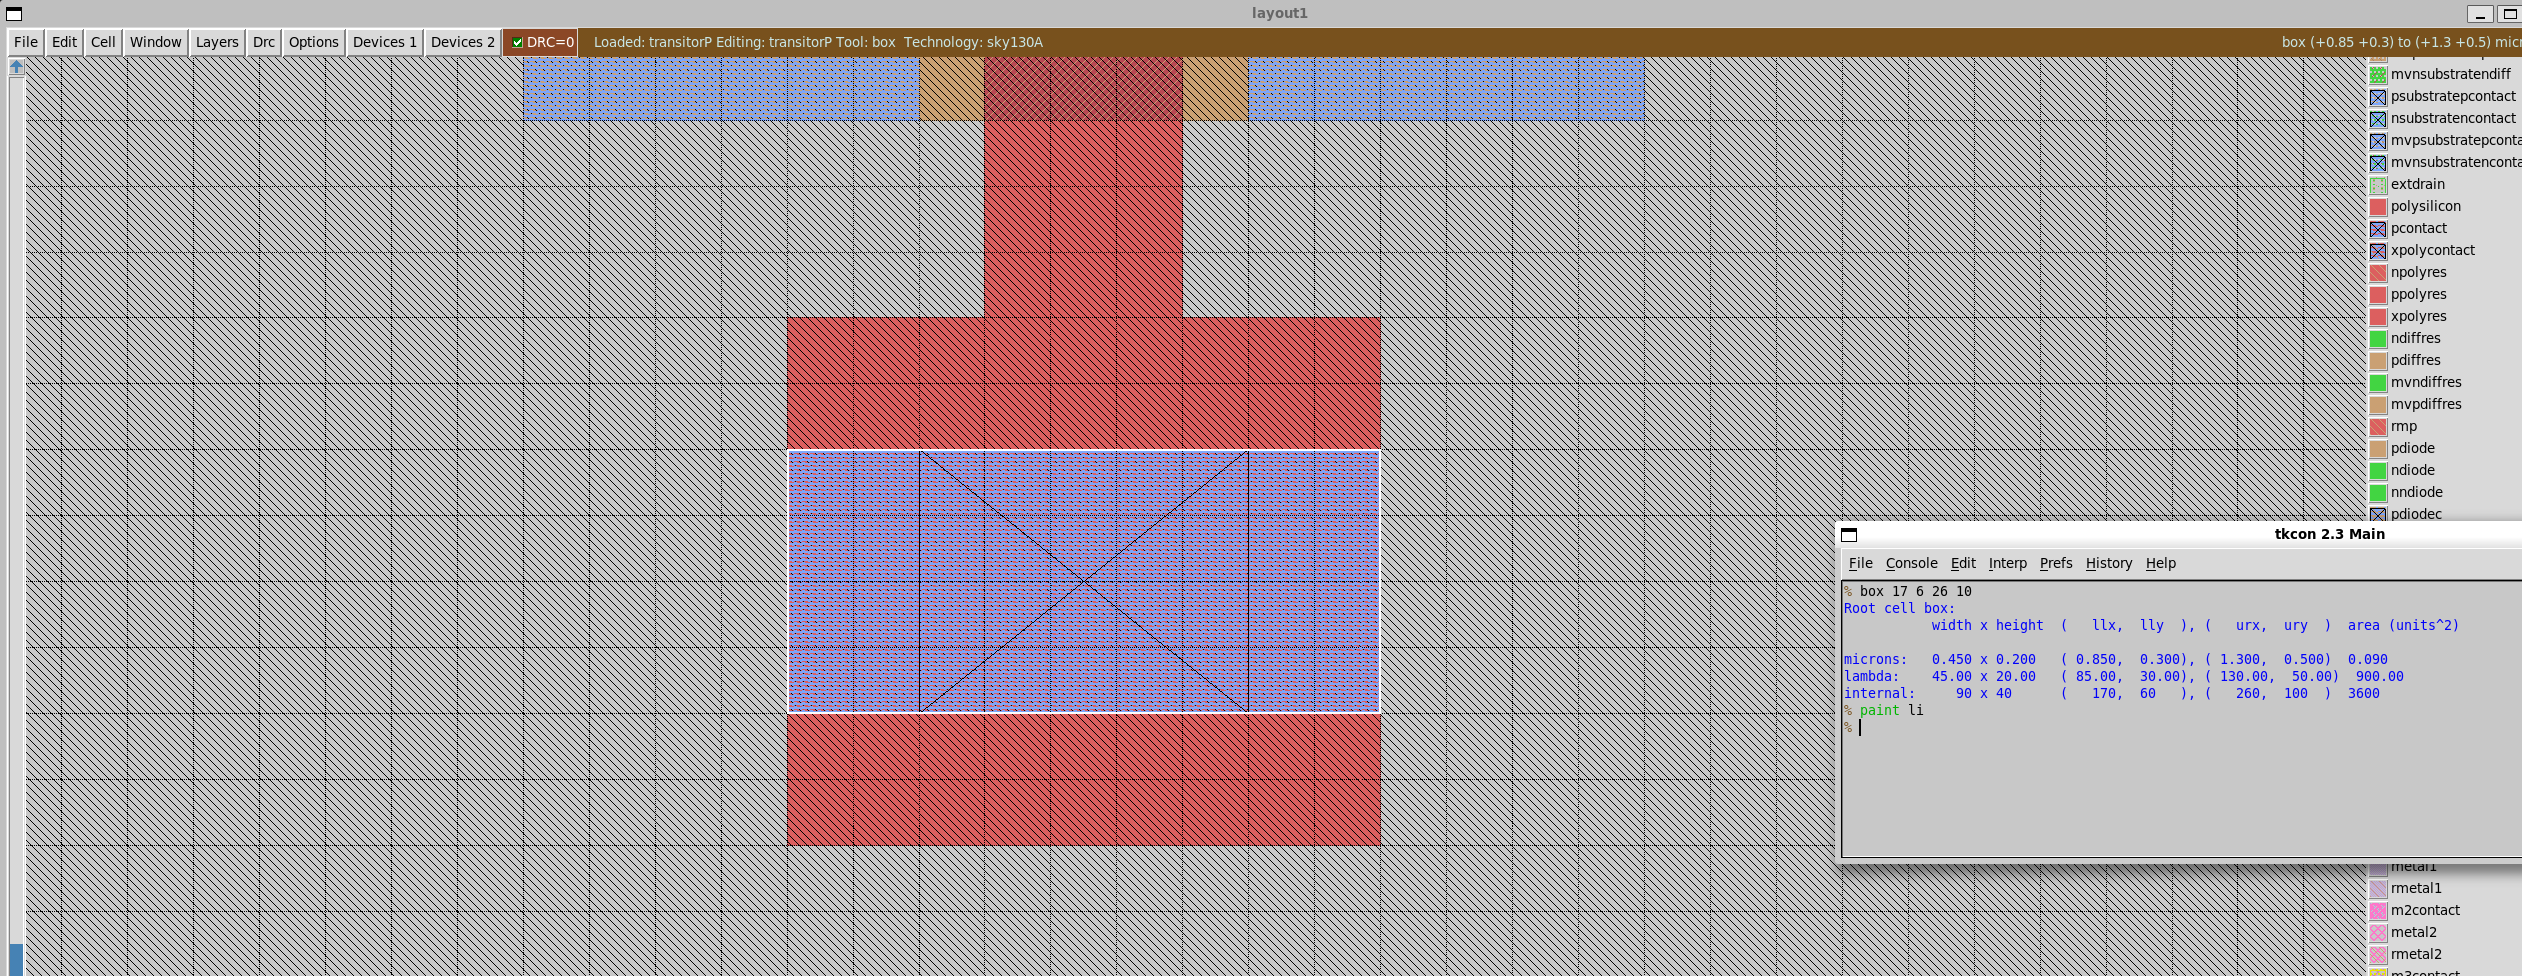 layout1
File Edit Cell Window Layers Drc Options Devices 1 Devices 2 DRC=0 Loaded: transitorP Editing: transitorP Tool: box Technology: sky130A box (+0.85 +0.3) to (+1.3 +0.5) micr
mvnsubstratendiff
psubstratepcontact
nsubstratencontact
mvpsubstratepconta
mvnsubstratenconta
extdrain
polysilicon
pcontact
xpolycontact
npolyres
ppolyres
xpolyres
ndiffres
pdiffres
mvndiffres
mvpdiffres
rmp
pdiode
ndiode
nndiode
pdiodec
tkcon 2.3 Main
File Console Edit Interp Prefs History Help
% box 17 6 26 10
Root cell box:
width x height ( llx, lly ), ( urx, ury ) area (units^2)
microns: 0.450 x 0.200 ( 0.850, 0.300), ( 1.300, 0.500) 0.090
lambda: 45.00 x 20.00 ( 85.00, 30.00), ( 130.00, 50.00) 900.00
internal: 90 x 40 ( 170, 60 ), ( 260, 100 ) 3600
% paint li
%
metal1
rmetal1
m2contact
metal2
rmetal2
m3contact